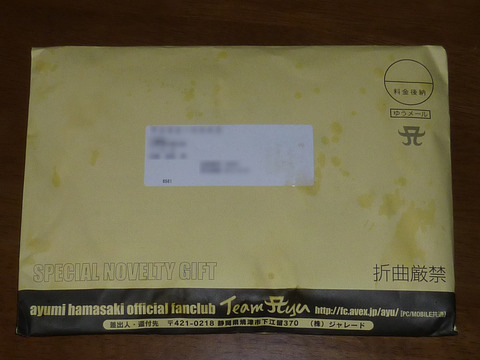 料金後納
ゆうメール
8501
SPECIAL NOVELTY GIFT
折曲厳禁
ayumi hamasaki official fanclub Team Ayu http://fc.avex.jp/ayu/ [PC/MOBILE共通]
差出人・還付先 〒421-0218 静岡県焼津市下江留370 (株)ジャレード